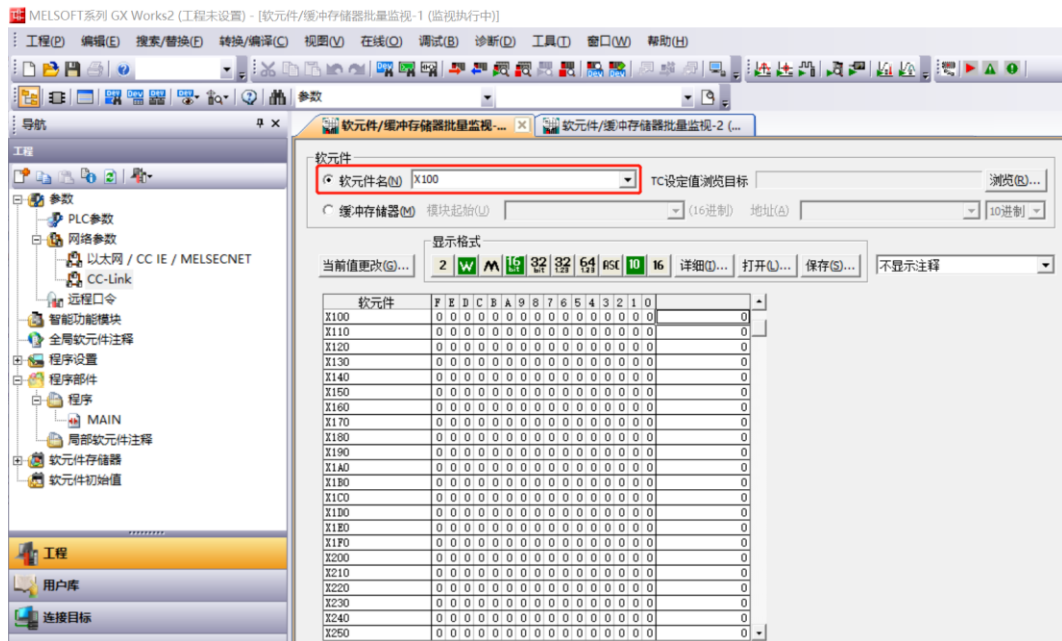 MELSOFT系列 GX Works2 (工程未设置) - [软元件/缓冲存储器批量监视-1 (监视执行中)]
工程(P) 编辑(E) 搜索/替换(F) 转换/编译(C) 视图(V) 在线(O) 调试(B) 诊断(D) 工具(T) 窗口(W) 帮助(H)
参数
导航
软元件/缓冲存储器批量监视-...
软元件/缓冲存储器批量监视-2 (...
工程
参数
PLC参数
网络参数
以太网 / CC IE / MELSECNET
CC-Link
远程口令
智能功能模块
全局软元件注释
程序设置
程序部件
程序
MAIN
局部软元件注释
软元件存储器
软元件初始值
工程
用户库
连接目标
软元件
软元件名(N) X100 TC设定值浏览目标 浏览(R)...
缓冲存储器(M) 模块起始(U) (16进制) 地址(A) 10进制
显示格式
当前值更改(G)... 2 W M 16 bit 32 bit 32 1.23 64 1.23 ASC 10 16 详细(I)... 打开(L)... 保存(S)... 不显示注释
软元件 F E D C B A 9 8 7 6 5 4 3 2 1 0
X100 0 0 0 0 0 0 0 0 0 0 0 0 0 0 0 0 0
X110 0 0 0 0 0 0 0 0 0 0 0 0 0 0 0 0 0
X120 0 0 0 0 0 0 0 0 0 0 0 0 0 0 0 0 0
X130 0 0 0 0 0 0 0 0 0 0 0 0 0 0 0 0 0
X140 0 0 0 0 0 0 0 0 0 0 0 0 0 0 0 0 0
X150 0 0 0 0 0 0 0 0 0 0 0 0 0 0 0 0 0
X160 0 0 0 0 0 0 0 0 0 0 0 0 0 0 0 0 0
X170 0 0 0 0 0 0 0 0 0 0 0 0 0 0 0 0 0
X180 0 0 0 0 0 0 0 0 0 0 0 0 0 0 0 0 0
X190 0 0 0 0 0 0 0 0 0 0 0 0 0 0 0 0 0
X1A0 0 0 0 0 0 0 0 0 0 0 0 0 0 0 0 0 0
X1B0 0 0 0 0 0 0 0 0 0 0 0 0 0 0 0 0 0
X1C0 0 0 0 0 0 0 0 0 0 0 0 0 0 0 0 0 0
X1D0 0 0 0 0 0 0 0 0 0 0 0 0 0 0 0 0 0
X1E0 0 0 0 0 0 0 0 0 0 0 0 0 0 0 0 0 0
X1F0 0 0 0 0 0 0 0 0 0 0 0 0 0 0 0 0 0
X200 0 0 0 0 0 0 0 0 0 0 0 0 0 0 0 0 0
X210 0 0 0 0 0 0 0 0 0 0 0 0 0 0 0 0 0
X220 0 0 0 0 0 0 0 0 0 0 0 0 0 0 0 0 0
X230 0 0 0 0 0 0 0 0 0 0 0 0 0 0 0 0 0
X240 0 0 0 0 0 0 0 0 0 0 0 0 0 0 0 0 0
X250 0 0 0 0 0 0 0 0 0 0 0 0 0 0 0 0 0